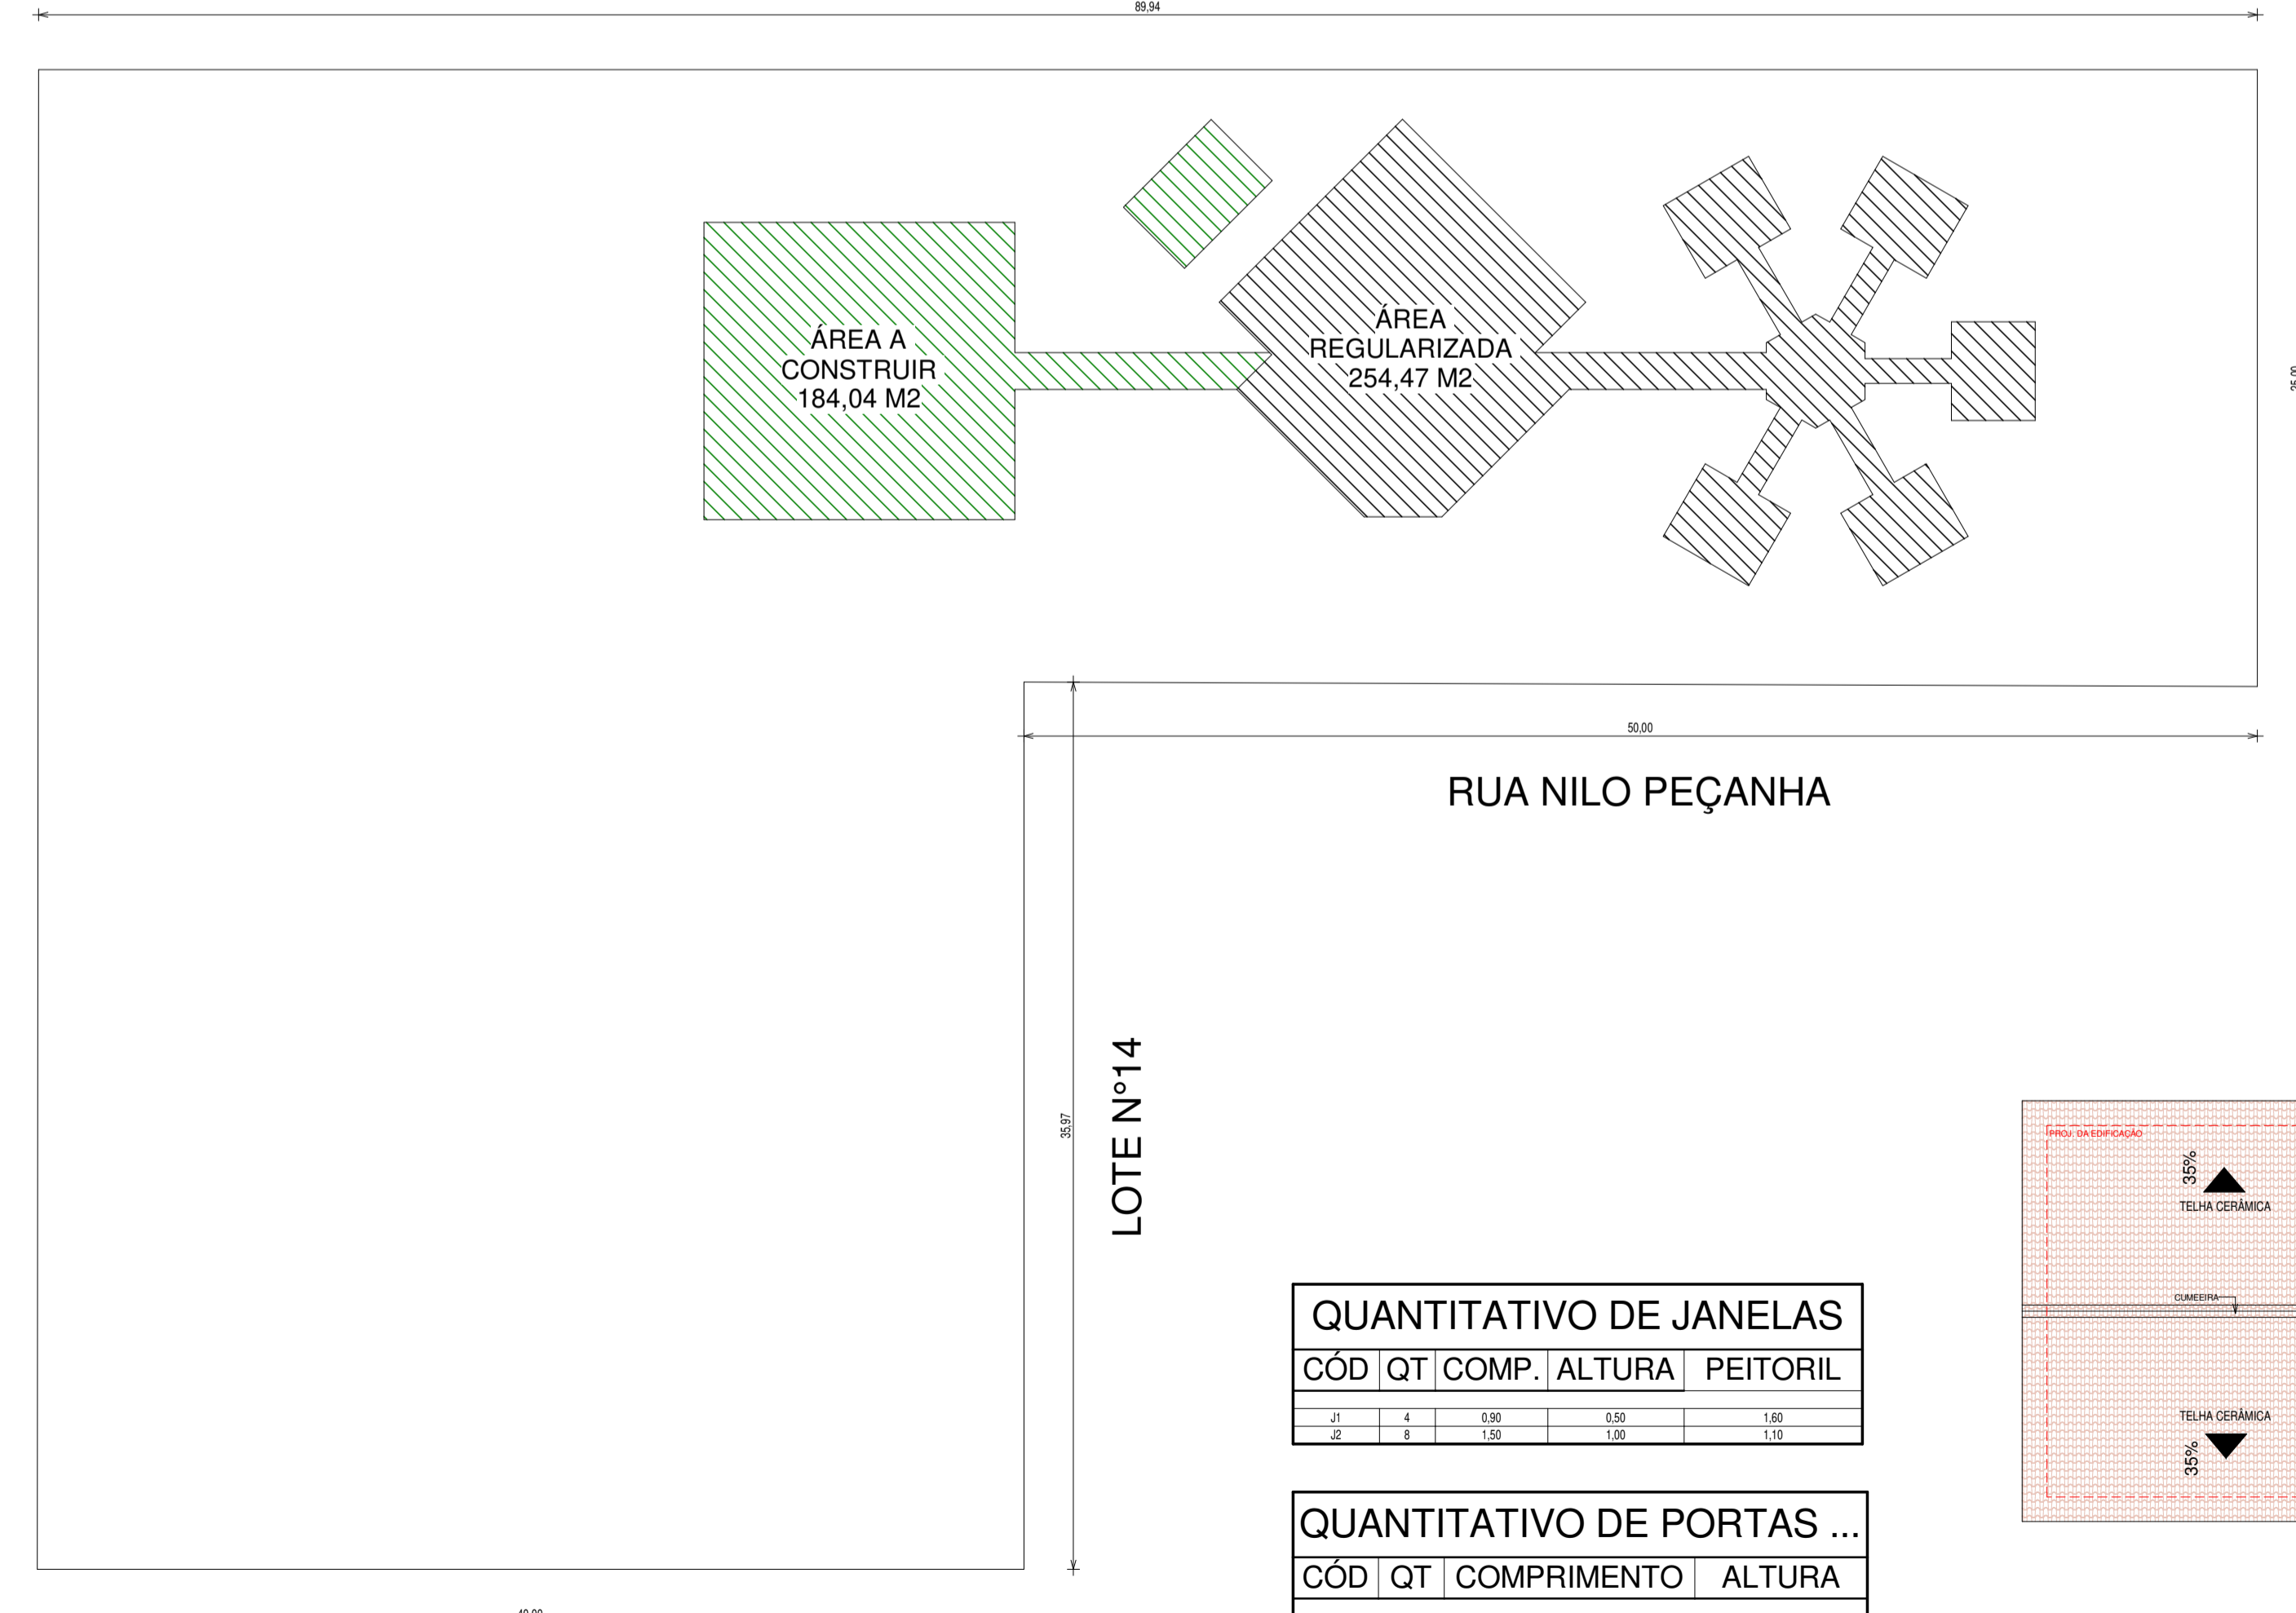 89,94
ÁREA A
CONSTRUIR
184,04 M2
ÁREA
REGULARIZADA
254,47 M2
50,00
RUA NILO PEÇANHA
35,97
LOTE N°14
PROJ. DA EDIFICAÇÃO
35%
TELHA CERÂMICA
CUMEEIRA
TELHA CERÂMICA
35%
QUANTITATIVO DE JANELAS
CÓD QT COMP. ALTURA PEITORIL
J1 4 0,90 0,50 1,60
J2 8 1,50 1,00 1,10
QUANTITATIVO DE PORTAS ...
CÓD QT COMPRIMENTO ALTURA